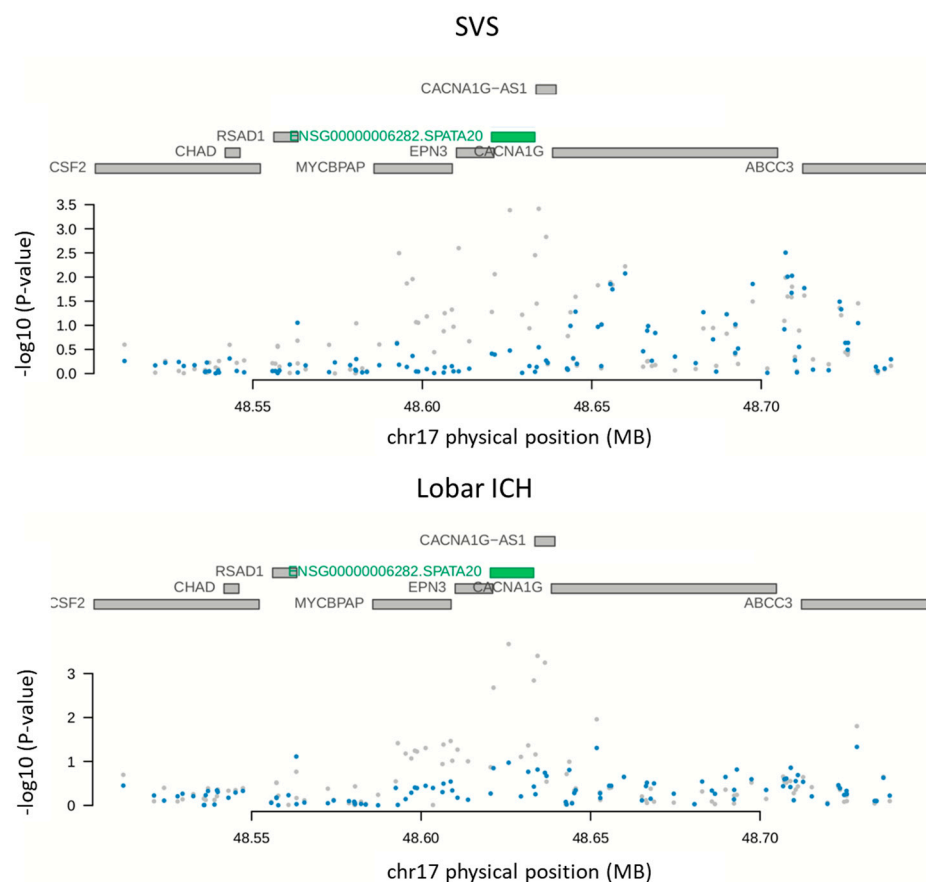 SVS
CACNA1G−AS1
RSAD1 ENSG00000006282.SPATA20
CHAD EPN3 CACNA1G
CSF2 MYCBPAP ABCC3
3.5
3.0
2.5
2.0
1.5
1.0
0.5
0.0
-log10 (P-value)
48.55 48.60 48.65 48.70
chr17 physical position (MB)
Lobar ICH
CACNA1G−AS1
RSAD1 ENSG00000006282.SPATA20
CHAD EPN3 CACNA1G
CSF2 MYCBPAP ABCC3
3
2
1
0
-log10 (P-value)
48.55 48.60 48.65 48.70
chr17 physical position (MB)